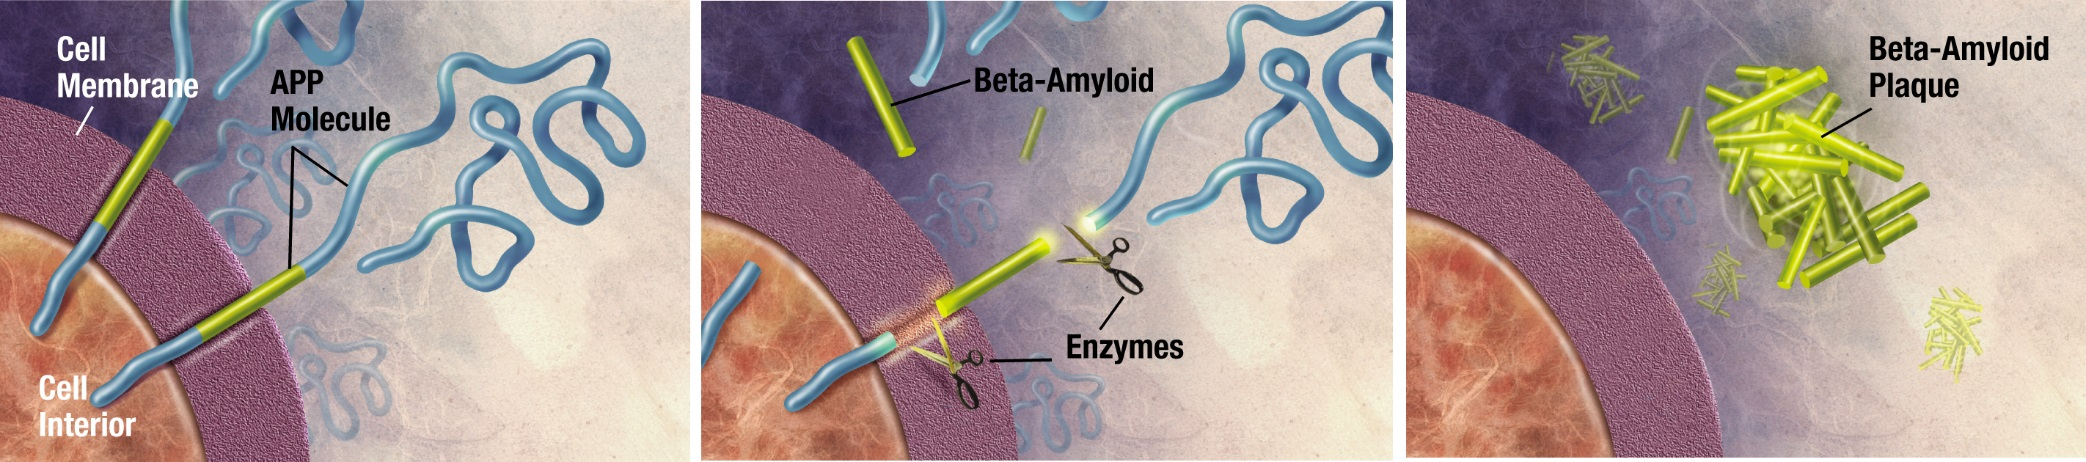 Cell
Membrane
APP
Molecule
Cell
Interior
Beta-Amyloid
Enzymes
Beta-Amyloid
Plaque